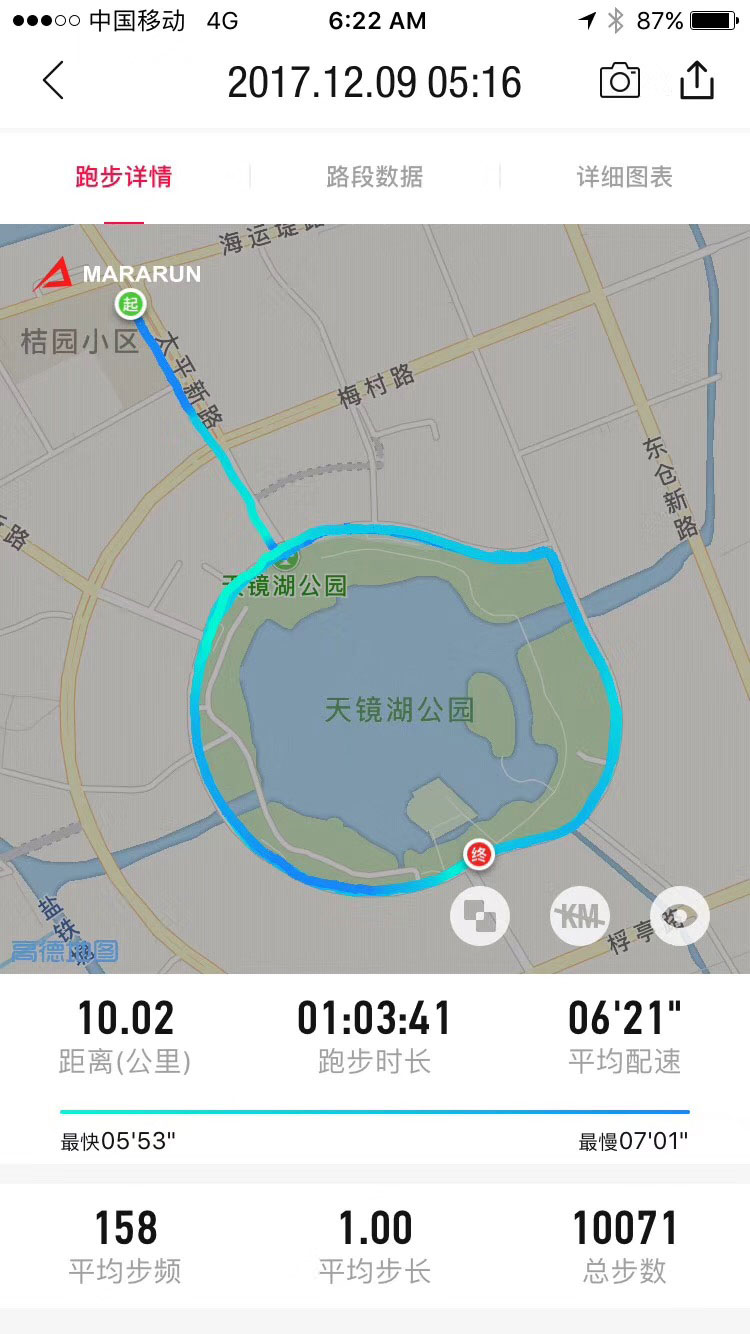 中国移动 4G 6:22 AM 87%
2017.12.09 05:16
跑步详情 路段数据 详细图表
海运堤路
MARARUN
起
桔园小区
太平新路
梅村路
东仓新路
路
天镜湖公园
天镜湖公园
终
KM
盐铁
桴亭路
高德地图
10.02 01:03:41 06'21"
距离(公里) 跑步时长 平均配速
最快05'53" 最慢07'01"
158 1.00 10071
平均步频 平均步长 总步数